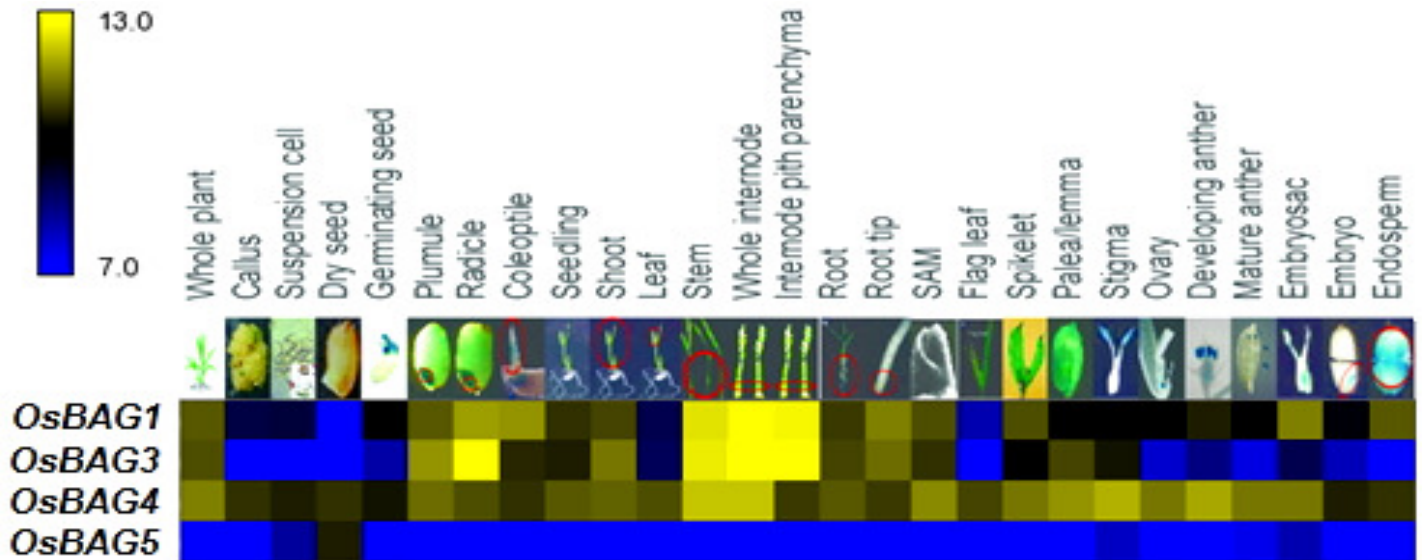 13.0
7.0
Whole plant
Callus
Suspension cell
Dry seed
Germinating seed
Plumule
Radicle
Coleoptile
Seedling
Shoot
Leaf
Stem
Whole internode
Internode pith parenchyma
Root
Root tip
SAM
Flag leaf
Spikelet
Palea/lemma
Stigma
Ovary
Developing anther
Mature anther
Embryosac
Embryo
Endosperm
OsBAG1
OsBAG3
OsBAG4
OsBAG5